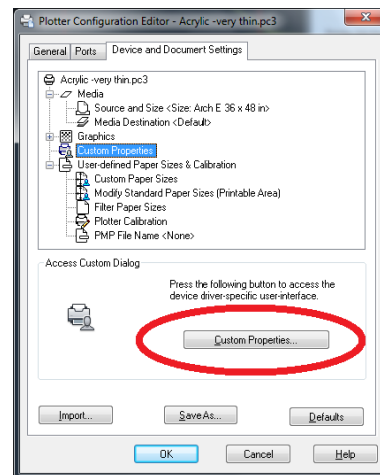 Plotter Configuration Editor - Acrylic -very thin.pc3
General Ports Device and Document Settings
Acrylic -very thin.pc3
Media
Source and Size <Size: Arch E 36 x 48 in>
Media Destination <Default>
Graphics
Custom Properties
User-defined Paper Sizes & Calibration
Custom Paper Sizes
Modify Standard Paper Sizes (Printable Area)
Filter Paper Sizes
Plotter Calibration
PMP File Name <None>
Access Custom Dialog
Press the following button to access the
device driver-specific user-interface.
Custom Properties...
Import... Save As... Defaults
OK Cancel Help